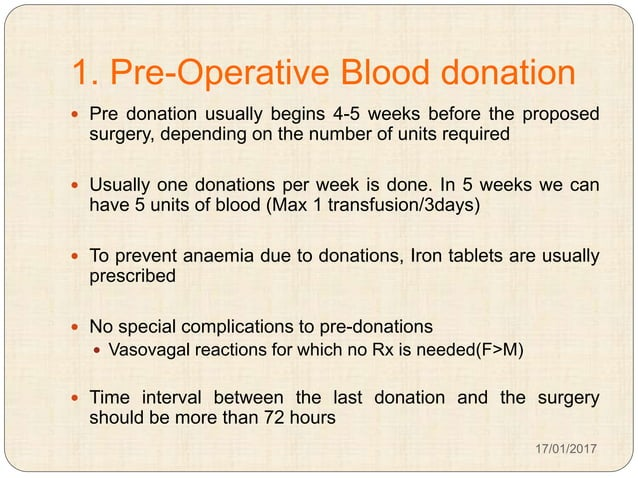 1. Pre-Operative Blood donation
• Pre donation usually begins 4-5 weeks before the proposed
surgery, depending on the number of units required
• Usually one donations per week is done. In 5 weeks we can
have 5 units of blood (Max 1 transfusion/3days)
• To prevent anaemia due to donations, Iron tablets are usually
prescribed
• No special complications to pre-donations
• Vasovagal reactions for which no Rx is needed(F>M)
• Time interval between the last donation and the surgery
should be more than 72 hours
17/01/2017